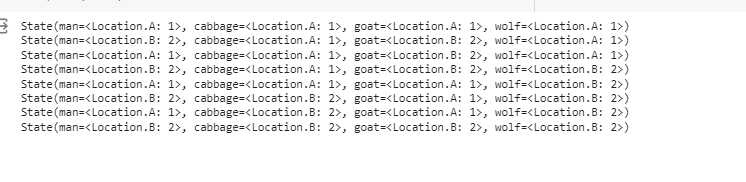 State(man=<Location.A: 1>, cabbage=<Location.A: 1>, goat=<Location.A: 1>, wolf=<Location.A: 1>)
State(man=<Location.B: 2>, cabbage=<Location.A: 1>, goat=<Location.B: 2>, wolf=<Location.A: 1>)
State(man=<Location.A: 1>, cabbage=<Location.A: 1>, goat=<Location.B: 2>, wolf=<Location.A: 1>)
State(man=<Location.B: 2>, cabbage=<Location.A: 1>, goat=<Location.B: 2>, wolf=<Location.B: 2>)
State(man=<Location.A: 1>, cabbage=<Location.A: 1>, goat=<Location.A: 1>, wolf=<Location.B: 2>)
State(man=<Location.B: 2>, cabbage=<Location.B: 2>, goat=<Location.A: 1>, wolf=<Location.B: 2>)
State(man=<Location.A: 1>, cabbage=<Location.B: 2>, goat=<Location.A: 1>, wolf=<Location.B: 2>)
State(man=<Location.B: 2>, cabbage=<Location.B: 2>, goat=<Location.B: 2>, wolf=<Location.B: 2>)